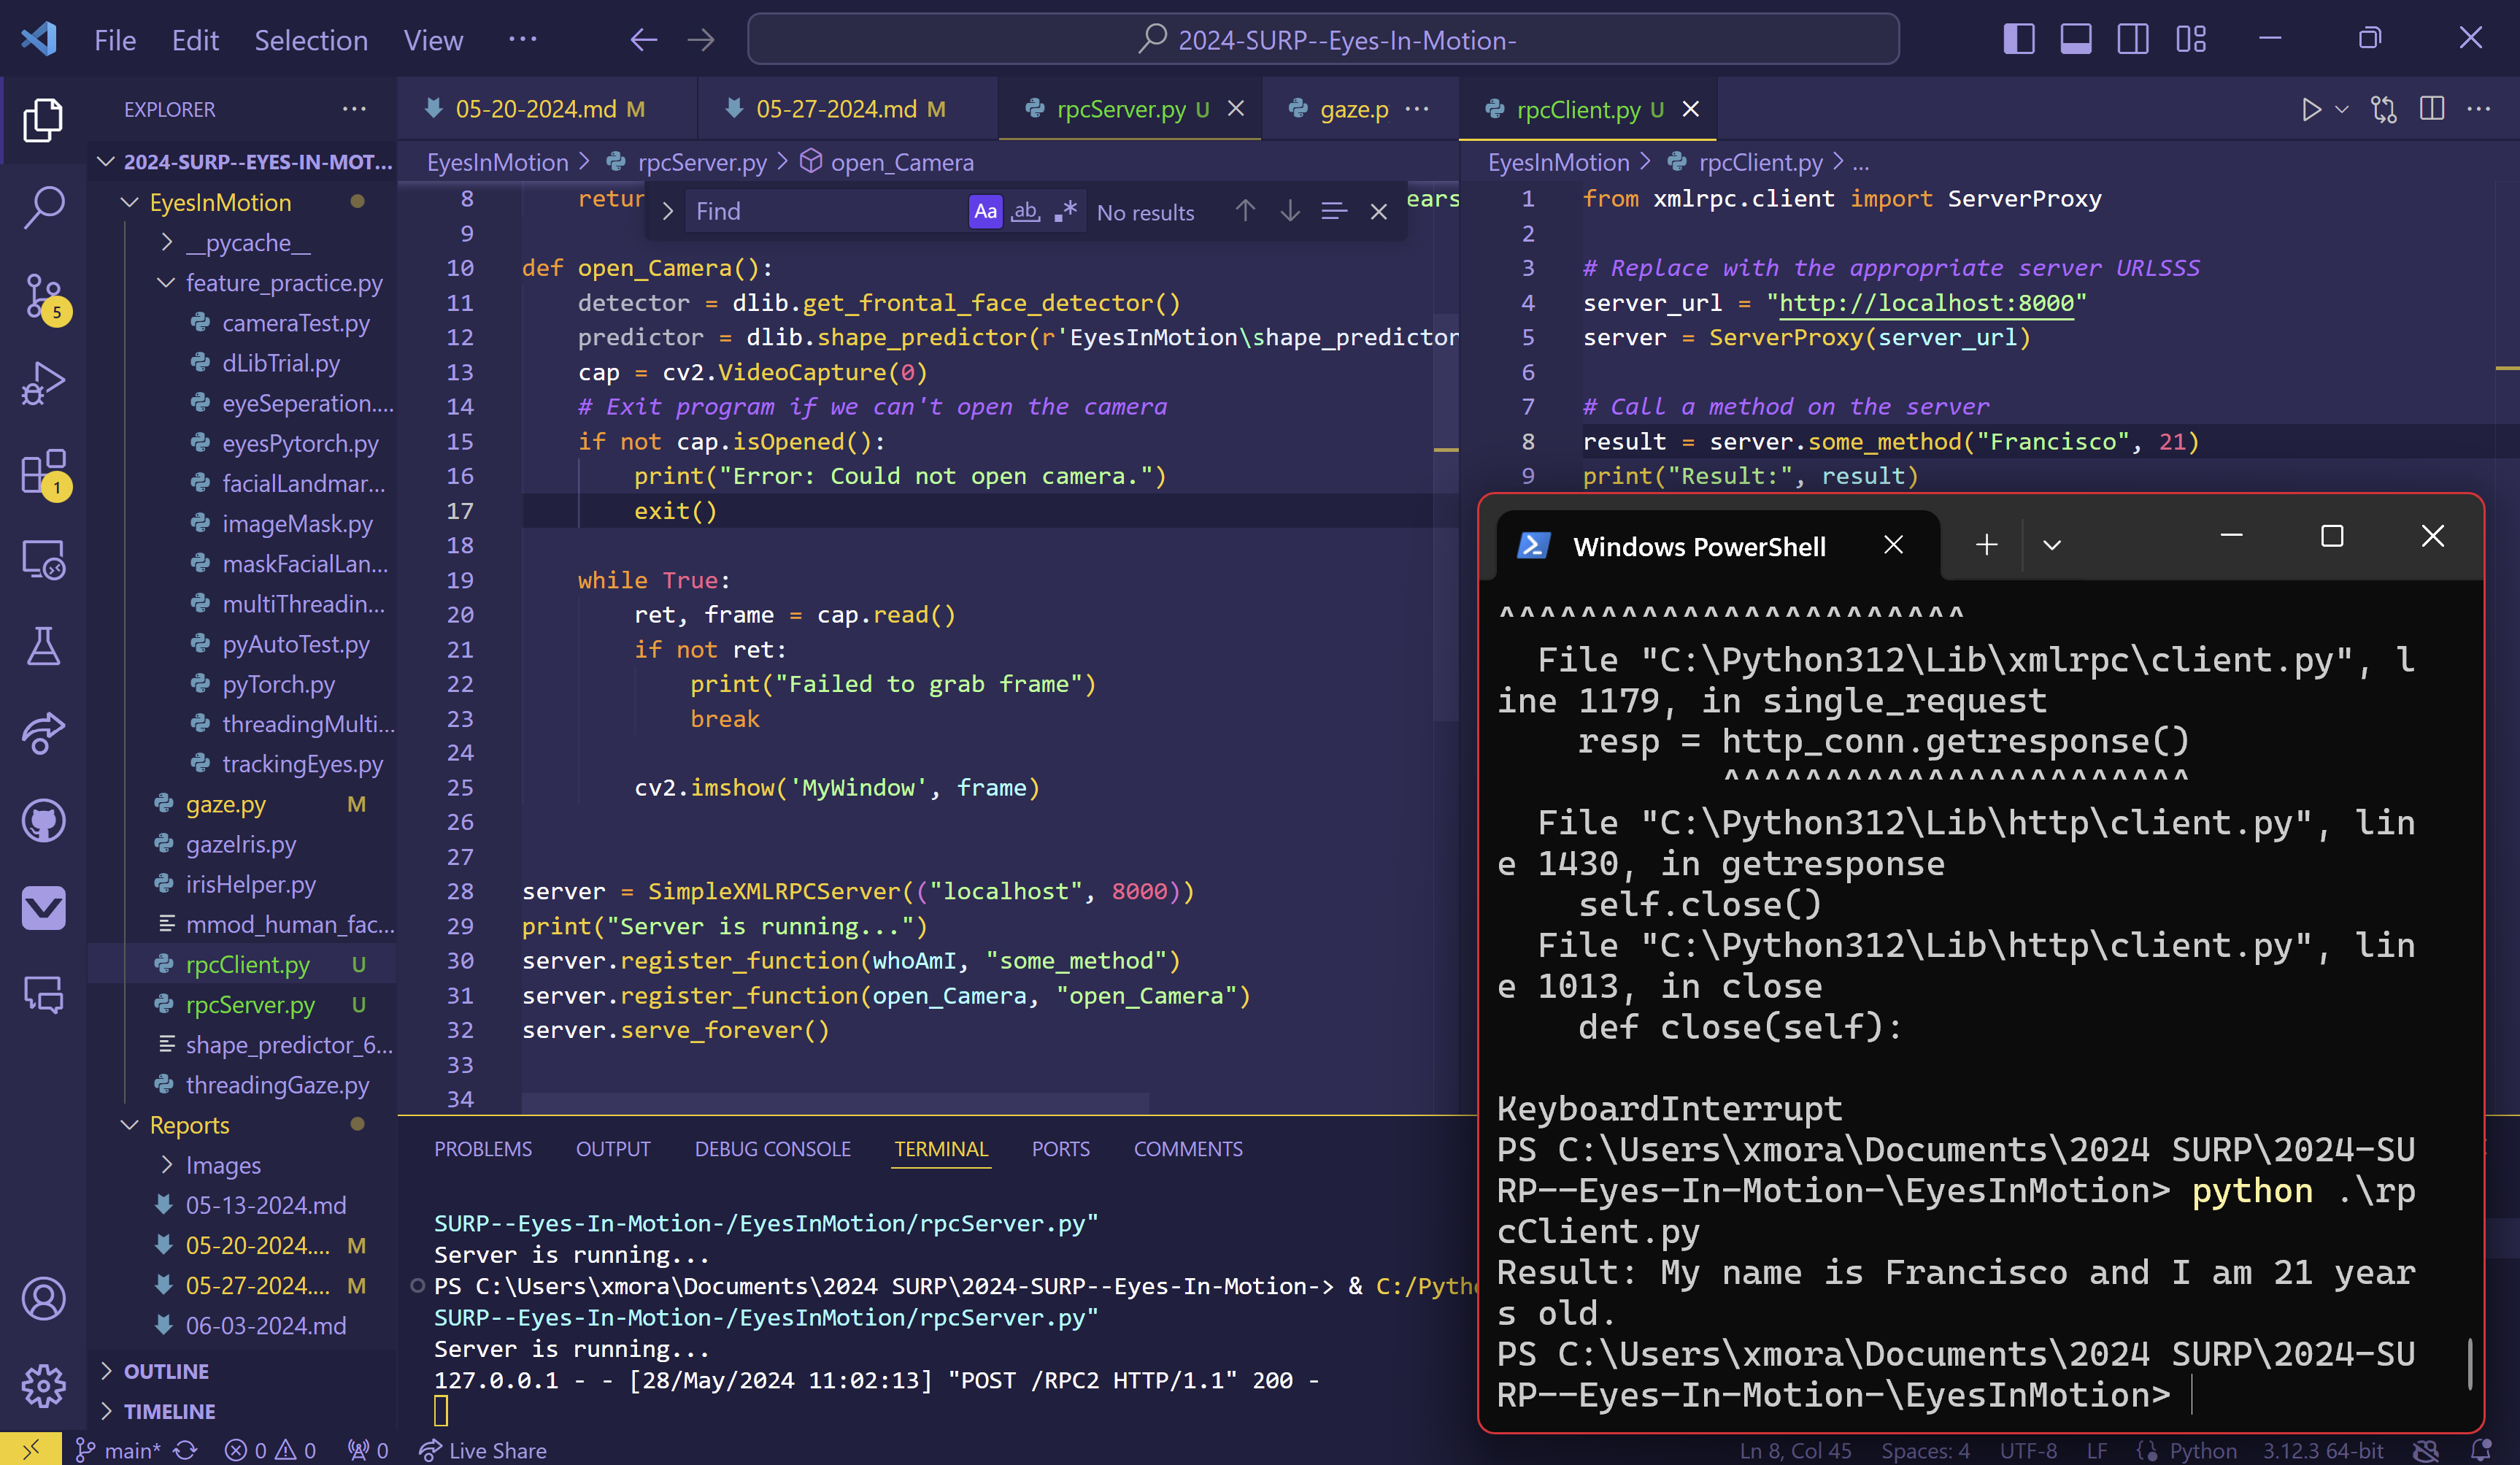 File Edit Selection View ···
2024-SURP--Eyes-In-Motion-
EXPLORER
2024-SURP--EYES-IN-MOT...
EyesInMotion
__pycache__
feature_practice.py
cameraTest.py
dLibTrial.py
eyeSeperation....
eyesPytorch.py
facialLandmar...
imageMask.py
maskFacialLan...
multiThreadin...
pyAutoTest.py
pyTorch.py
threadingMulti...
trackingEyes.py
gaze.py M
gazeIris.py
irisHelper.py
mmod_human_fac...
rpcClient.py U
rpcServer.py U
shape_predictor_6...
threadingGaze.py
Reports
Images
05-13-2024.md
05-20-2024.... M
05-27-2024.... M
06-03-2024.md
OUTLINE
TIMELINE
5
1
05-20-2024.md M
05-27-2024.md M
rpcServer.py U
gaze.p ···
EyesInMotion > rpcServer.py > open_Camera
Find
Aa ab .*
No results
8 retur ears
9
10 def open_Camera():
11 detector = dlib.get_frontal_face_detector()
12 predictor = dlib.shape_predictor(r'EyesInMotion\shape_predictor
13 cap = cv2.VideoCapture(0)
14 # Exit program if we can't open the camera
15 if not cap.isOpened():
16 print("Error: Could not open camera.")
17 exit()
18
19 while True:
20 ret, frame = cap.read()
21 if not ret:
22 print("Failed to grab frame")
23 break
24
25 cv2.imshow('MyWindow', frame)
26
27
28 server = SimpleXMLRPCServer(("localhost", 8000))
29 print("Server is running...")
30 server.register_function(whoAmI, "some_method")
31 server.register_function(open_Camera, "open_Camera")
32 server.serve_forever()
33
34
rpcClient.py U
EyesInMotion > rpcClient.py > ...
1 from xmlrpc.client import ServerProxy
2
3 # Replace with the appropriate server URLSSS
4 server_url = "http://localhost:8000"
5 server = ServerProxy(server_url)
6
7 # Call a method on the server
8 result = server.some_method("Francisco", 21)
9 print("Result:", result)
PROBLEMS OUTPUT DEBUG CONSOLE TERMINAL PORTS COMMENTS
SURP--Eyes-In-Motion-/EyesInMotion/rpcServer.py"
Server is running...
PS C:\Users\xmora\Documents\2024 SURP\2024-SURP--Eyes-In-Motion-> & C:/Pyth
SURP--Eyes-In-Motion-/EyesInMotion/rpcServer.py"
Server is running...
127.0.0.1 - - [28/May/2024 11:02:13] "POST /RPC2 HTTP/1.1" 200 -
Windows PowerShell
^^^^^^^^^^^^^^^^^^^^^^^
File "C:\Python312\Lib\xmlrpc\client.py", l
ine 1179, in single_request
resp = http_conn.getresponse()
^^^^^^^^^^^^^^^^^^^^^^^
File "C:\Python312\Lib\http\client.py", lin
e 1430, in getresponse
self.close()
File "C:\Python312\Lib\http\client.py", lin
e 1013, in close
def close(self):
KeyboardInterrupt
PS C:\Users\xmora\Documents\2024 SURP\2024-SU
RP--Eyes-In-Motion-\EyesInMotion> python .\rp
cClient.py
Result: My name is Francisco and I am 21 year
s old.
PS C:\Users\xmora\Documents\2024 SURP\2024-SU
RP--Eyes-In-Motion-\EyesInMotion>
main* 0 0 0 Live Share
Ln 8, Col 45 Spaces: 4 UTF-8 LF Python 3.12.3 64-bit